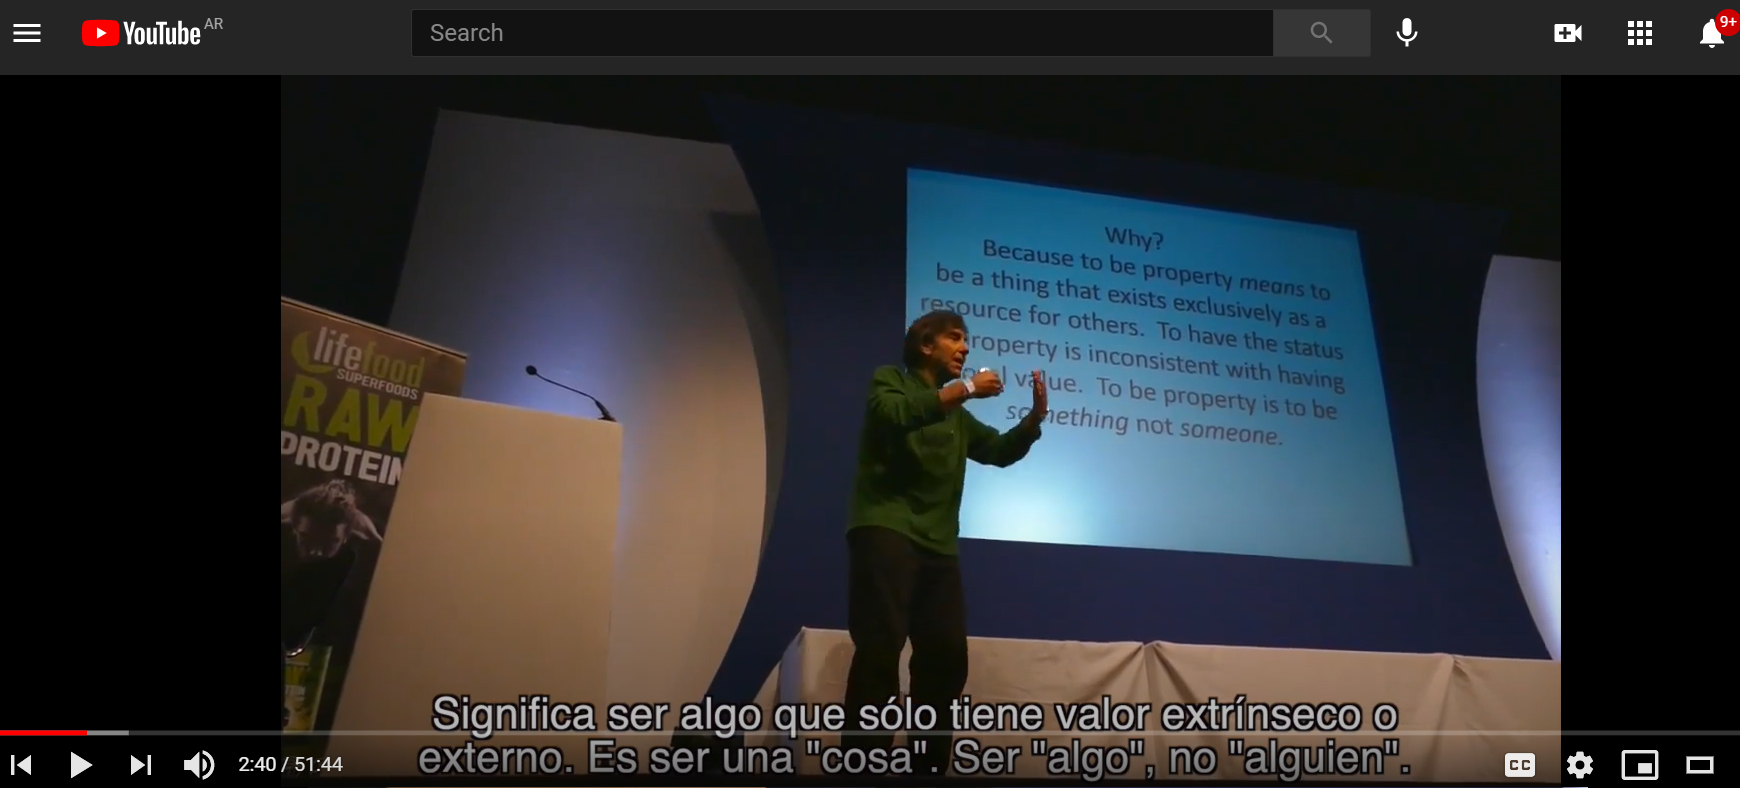 YouTube AR
Search
9+
Why?
Because to be property means to
be a thing that exists exclusively as a
resource for others. To have the status
is inconsistent with having
value. To be property is to be
something not someone.
lifefood
SUPERFOODS
RAW
PROTEIN
Significa ser algo que sólo tiene valor extrínseco o
externo. Es ser una "cosa". Ser "algo", no "alguien".
2:40 / 51:44
CC